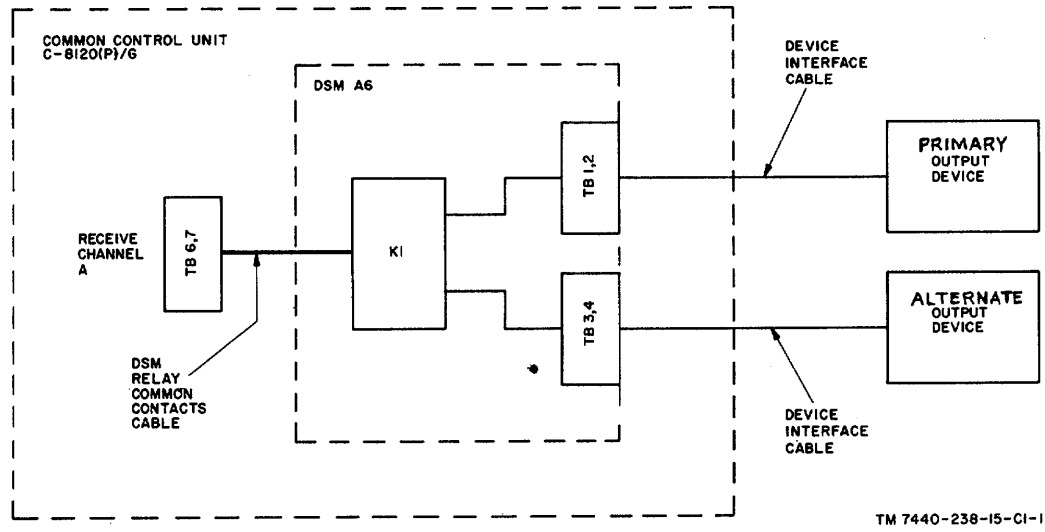 COMMON CONTROL UNIT
C-8120(P)/G
DSM A6
DEVICE
INTERFACE
CABLE
PRIMARY
OUTPUT
DEVICE
TB 1,2
RECEIVE
CHANNEL
A
TB 6,7
K1
ALTERNATE
OUTPUT
DEVICE
TB 3,4
DSM
RELAY
COMMON
CONTACTS
CABLE
DEVICE
INTERFACE
CABLE
TM 7440-238-15-C1-1